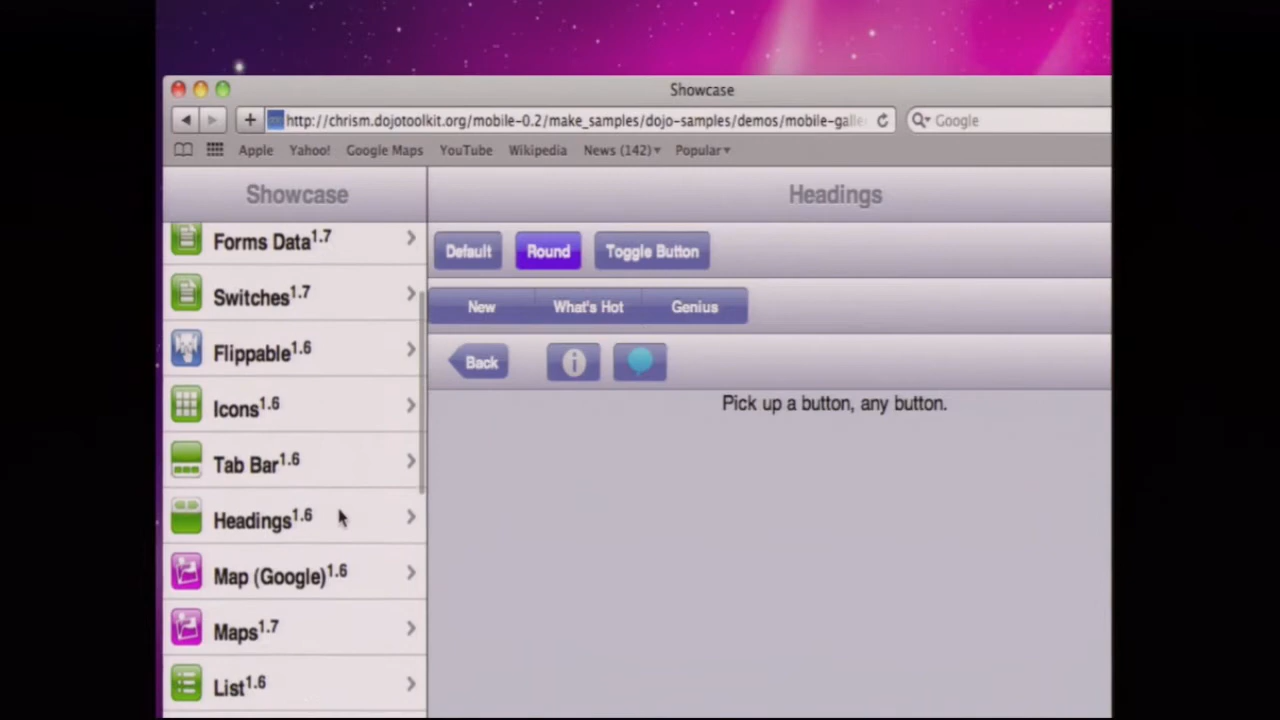 Showcase
http://chrism.dojotoolkit.org/mobile-0.2/make_samples/dojo-samples/demos/mobile-galle
Google
Apple Yahoo! Google Maps YouTube Wikipedia News (142) Popular
Showcase
Headings
Forms Data1.7
Switches1.7
Flippable1.6
Icons1.6
Tab Bar1.6
Headings1.6
Map (Google)1.6
Maps1.7
List1.6
Default Round Toggle Button
New What's Hot Genius
Back
Pick up a button, any button.